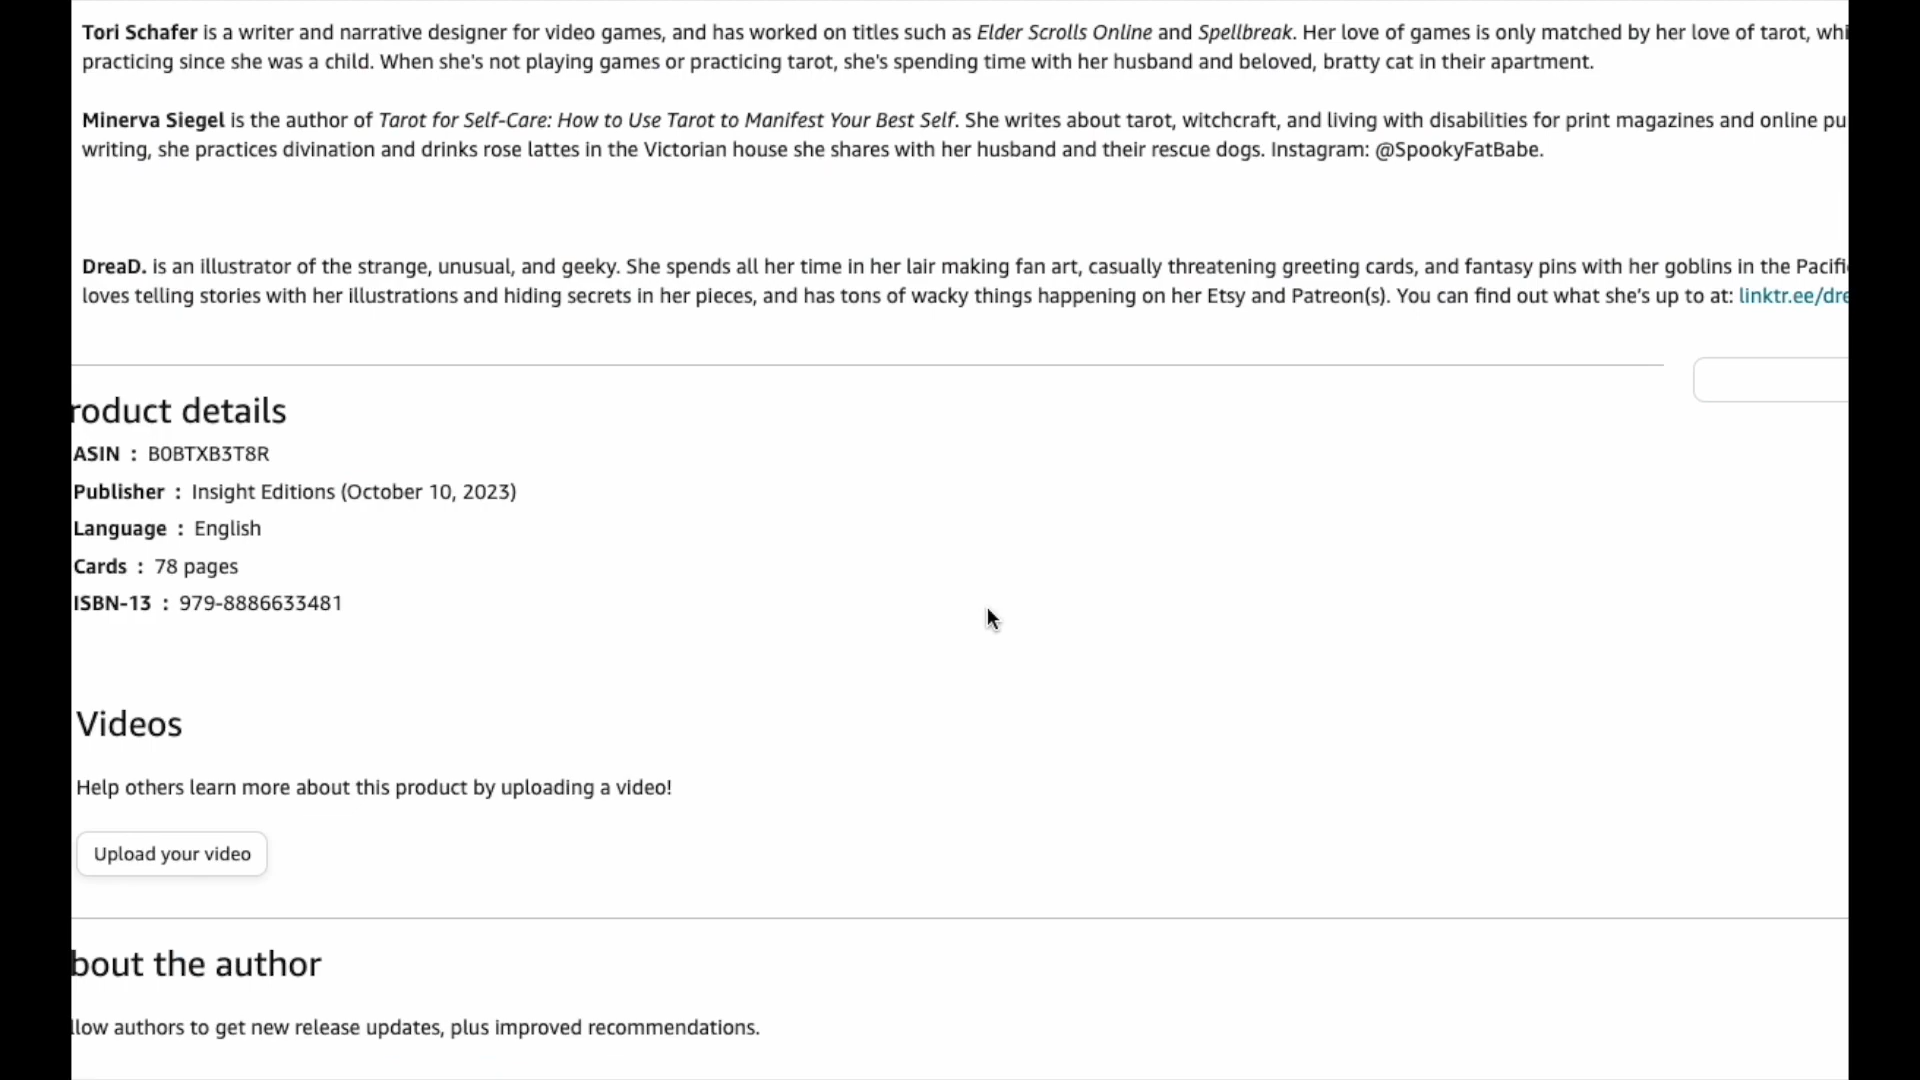 Tori Schafer is a writer and narrative designer for video games, and has worked on titles such as Elder Scrolls Online and Spellbreak. Her love of games is only matched by her love of tarot,
practicing since she was a child. When she's not playing games or practicing tarot, she's spending time with her husband and beloved, bratty cat in their apartment.
Minerva Siegel is the author of Tarot for Self-Care: How to Use Tarot to Manifest Your Best Self. She writes about tarot, witchcraft, and living with disabilities for print magazines and online pu
writing, she practices divination and drinks rose lattes in the Victorian house she shares with her husband and their rescue dogs. Instagram: @SpookyFatBabe.
DreaD. is an illustrator of the strange, unusual, and geeky. She spends all her time in her lair making fan art, casually threatening greeting cards, and fantasy pins with her goblins in the Pacifi
loves telling stories with her illustrations and hiding secrets in her pieces, and has tons of wacky things happening on her Etsy and Patreon(s). You can find out what she’s up to at: linktr.ee/dre
roduct details
ASIN : B0BTXB3T8R
Publisher : Insight Editions (October 10, 2023)
Language : English
Cards : 78 pages
ISBN-13 : 979-8886633481
Videos
Help others learn more about this product by uploading a video!
Upload your video
bout the author
llow authors to get new release updates, plus improved recommendations.